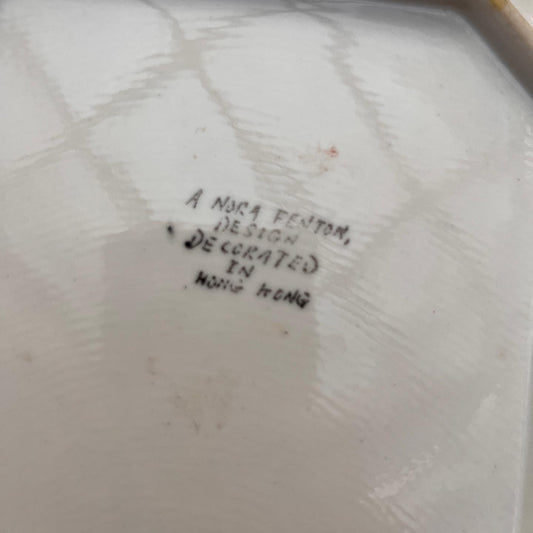 A NORA FENTON,
DESIGN
DECORATED
IN
HONG KONG